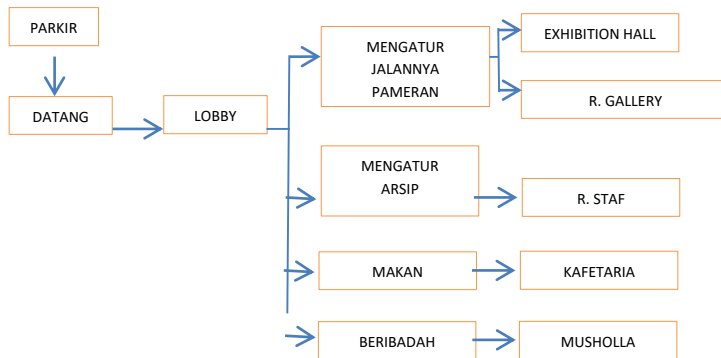 PARKIR
DATANG
LOBBY
MENGATUR
JALANNYA
PAMERAN
EXHIBITION HALL
R. GALLERY
MENGATUR
ARSIP
R. STAF
MAKAN
KAFETARIA
BERIBADAH
MUSHOLLA